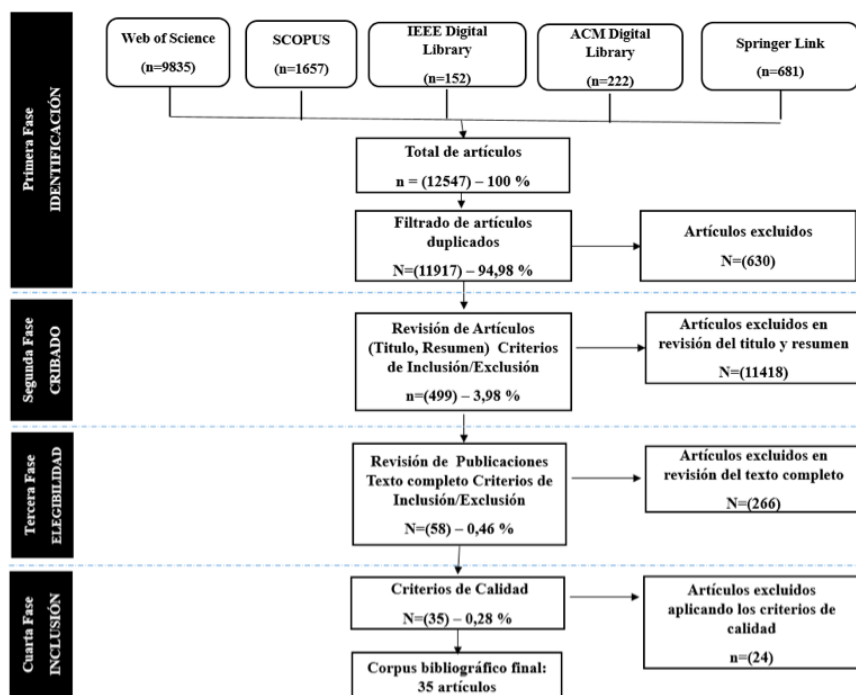 Primera Fase
IDENTIFICACIÓN
Web of Science
(n=9835)
SCOPUS
(n=1657)
IEEE Digital
Library
(n=152)
ACM Digital
Library
(n=222)
Springer Link
(n=681)
Total de artículos
n = (12547) – 100 %
Filtrado de artículos
duplicados
N=(11917) – 94,98 %
Artículos excluidos
N=(630)
Segunda Fase
CRIBADO
Revisión de Artículos
(Titulo, Resumen) Criterios
de Inclusión/Exclusión
n=(499) – 3,98 %
Artículos excluidos en
revisión del titulo y resumen
N=(11418)
Tercera Fase
ELEGIBILIDAD
Revisión de Publicaciones
Texto completo Criterios de
Inclusión/Exclusión
N=(58) – 0,46 %
Artículos excluidos en
revisión del texto completo
N=(266)
Cuarta Fase
INCLUSIÓN
Criterios de Calidad
N=(35) – 0,28 %
Artículos excluidos
aplicando los criterios de
calidad
n=(24)
Corpus bibliográfico final:
35 artículos